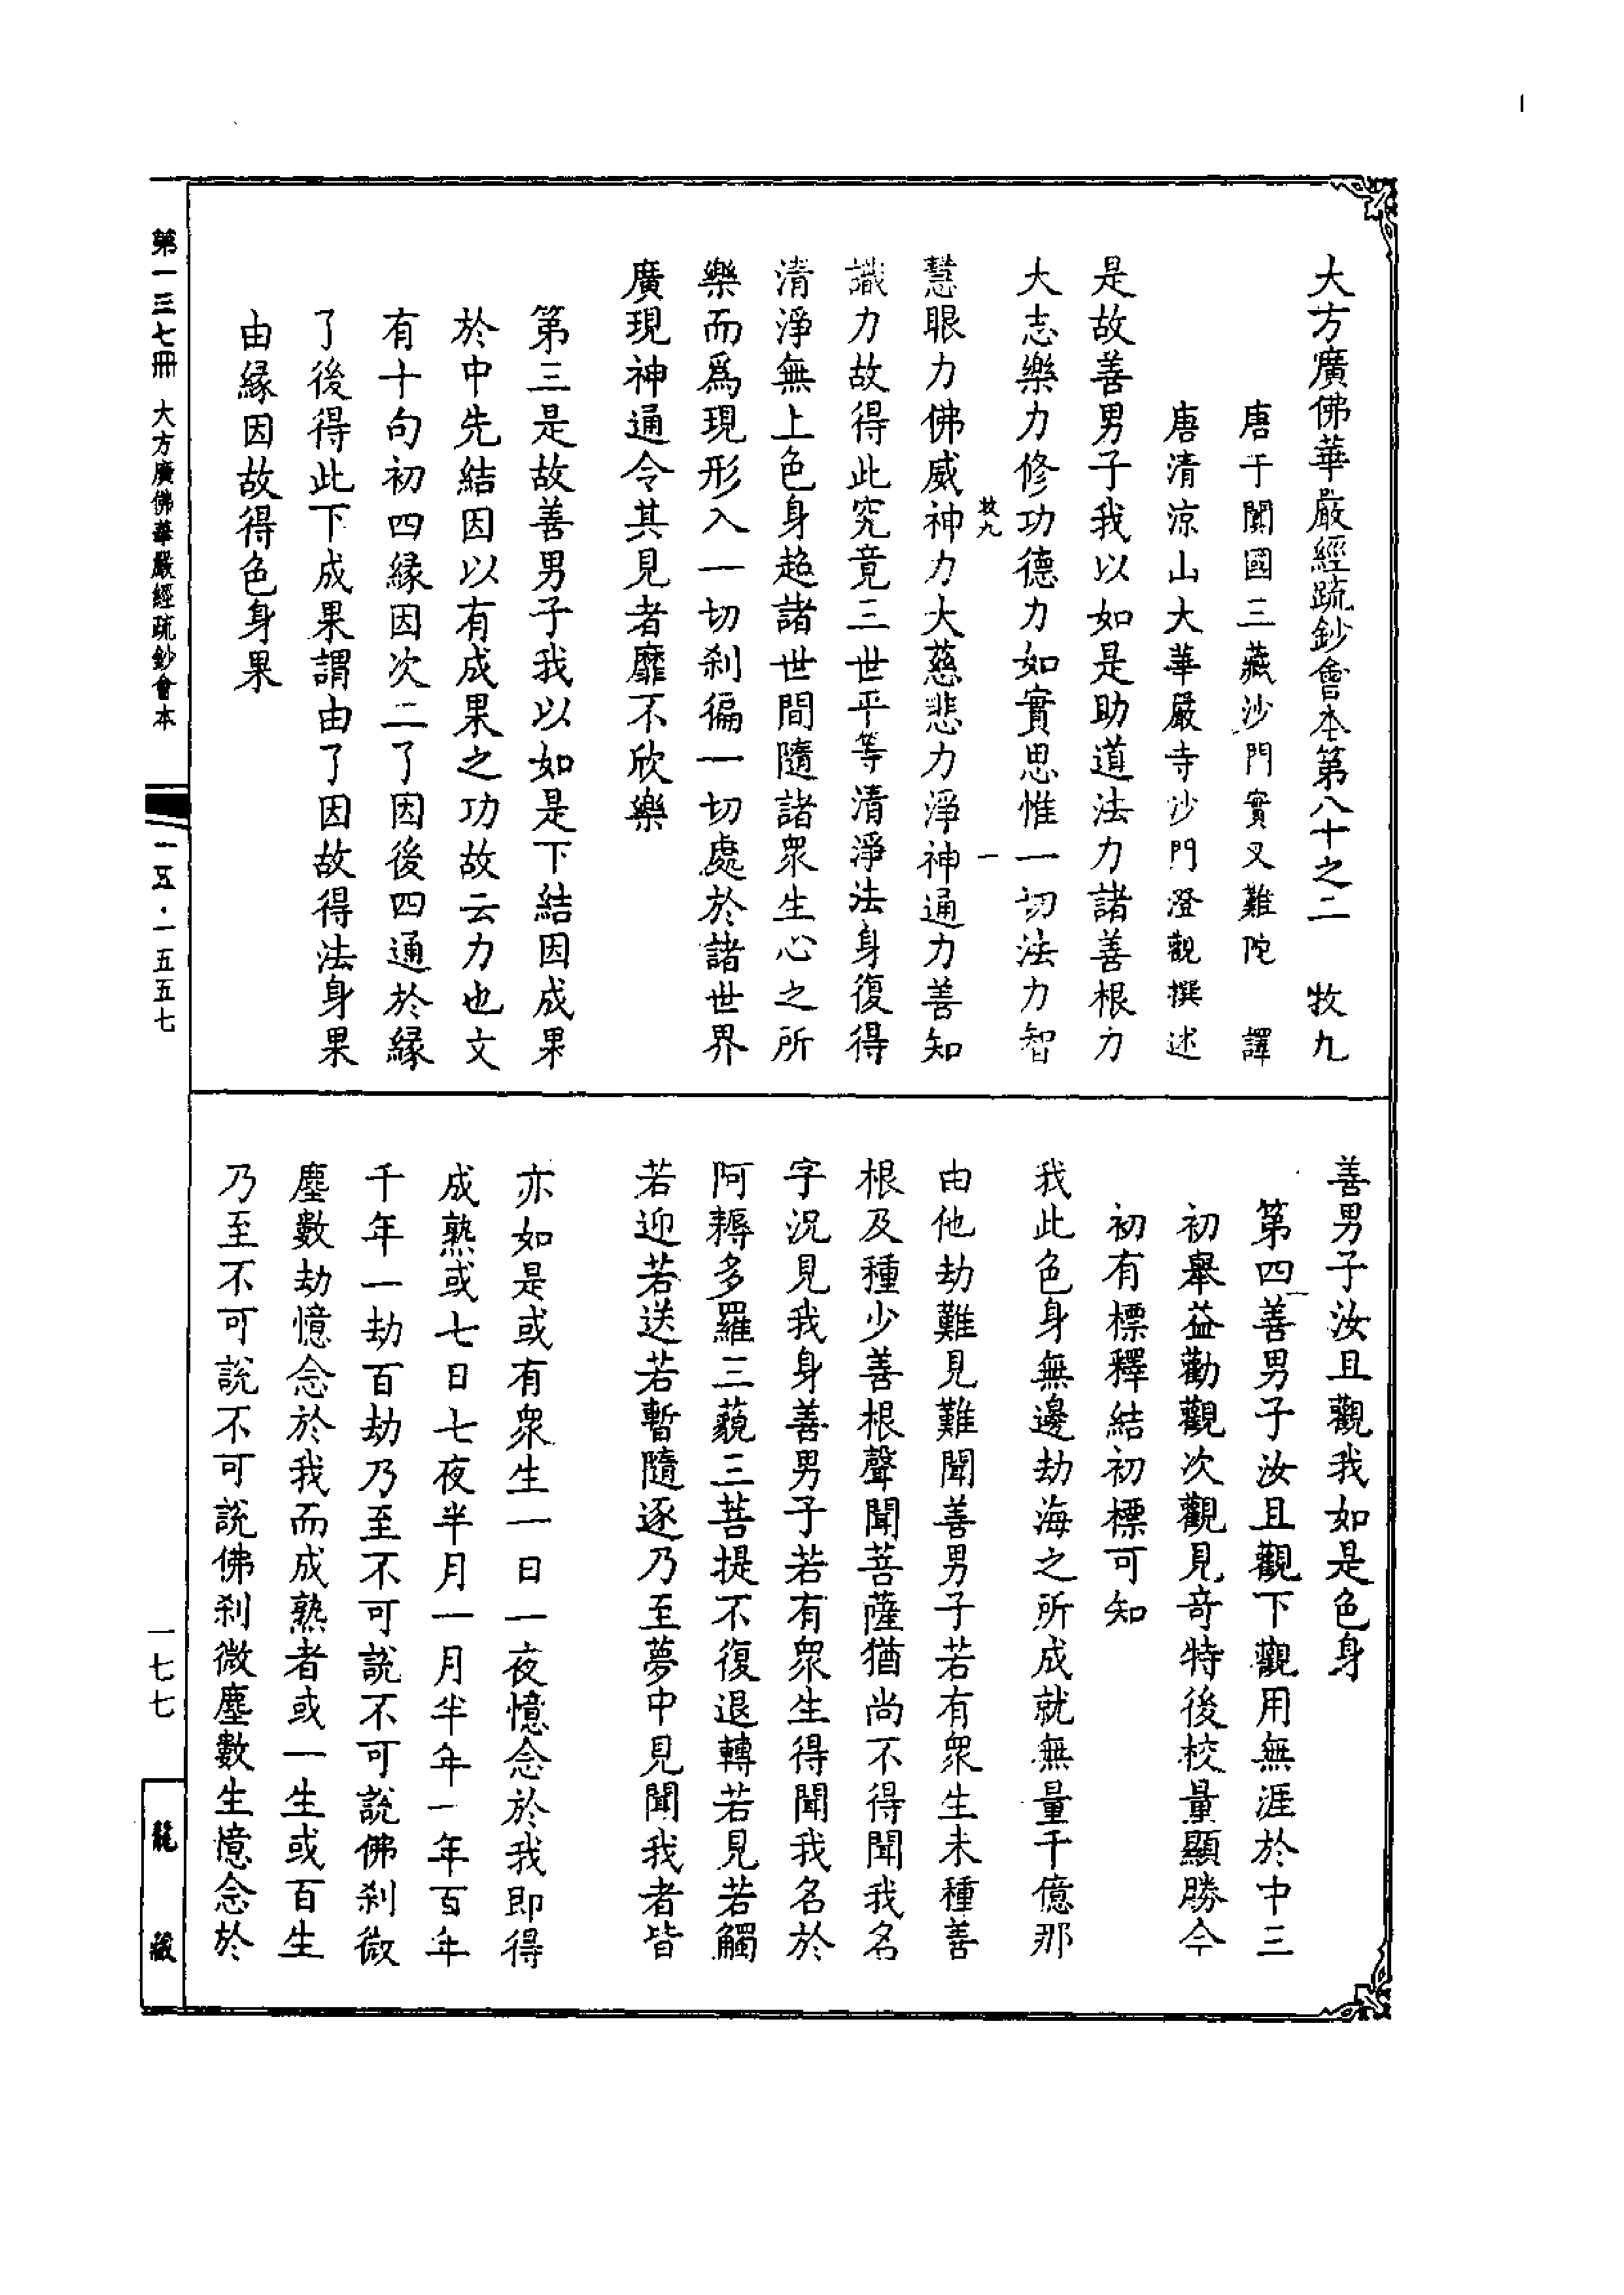 大方廣佛華嚴經疏鈔會本第八十之二　牧九
唐于闐國三藏沙門實叉難陀　譯
唐清涼山大華嚴寺沙門澄觀撰述
是故善男子我以如是助道法力諸善根力
大志樂力修功德力如實思惟一切法力智
牧九　一
慧眼力佛威神力大慈悲力淨神通力善知
識力故得此究竟三世平等清淨法身復得
清淨無上色身超諸世間隨諸眾生心之所
樂而為現形入一切剎徧一切處於諸世界
廣現神通令其見者靡不欣樂
第三是故善男子我以如是下結因成果
於中先結因以有成果之功故云力也文
有十句初四緣因次二了因後四通於緣
了後得此下成果謂由了因故得法身果
由緣因故得色身果
善男子汝且觀我如是色身
第四善男子汝且觀下觀用無涯於中三
初舉益勸觀次觀見奇特後校量顯勝今
初有標釋結初標可知
我此色身無邊劫海之所成就無量千億那
由他劫難見難聞善男子若有眾生未種善
根及種少善根聲聞菩薩猶尚不得聞我名
字況見我身善男子若有眾生得聞我名於
阿耨多羅三藐三菩提不復退轉若見若觸
若迎若送若暫隨逐乃至夢中見聞我者皆
亦如是或有眾生一日一夜憶念於我即得
成熟或七日七夜半月一月半年一年百年
千年一劫百劫乃至不可說不可說佛剎微
塵數劫憶念於我而成熟者或一生或百生
乃至不可說不可說佛剎微塵數生憶念於
第一三七冊　大方廣佛華嚴經疏鈔會本
一五五．一五五七
一七七
龍藏
1